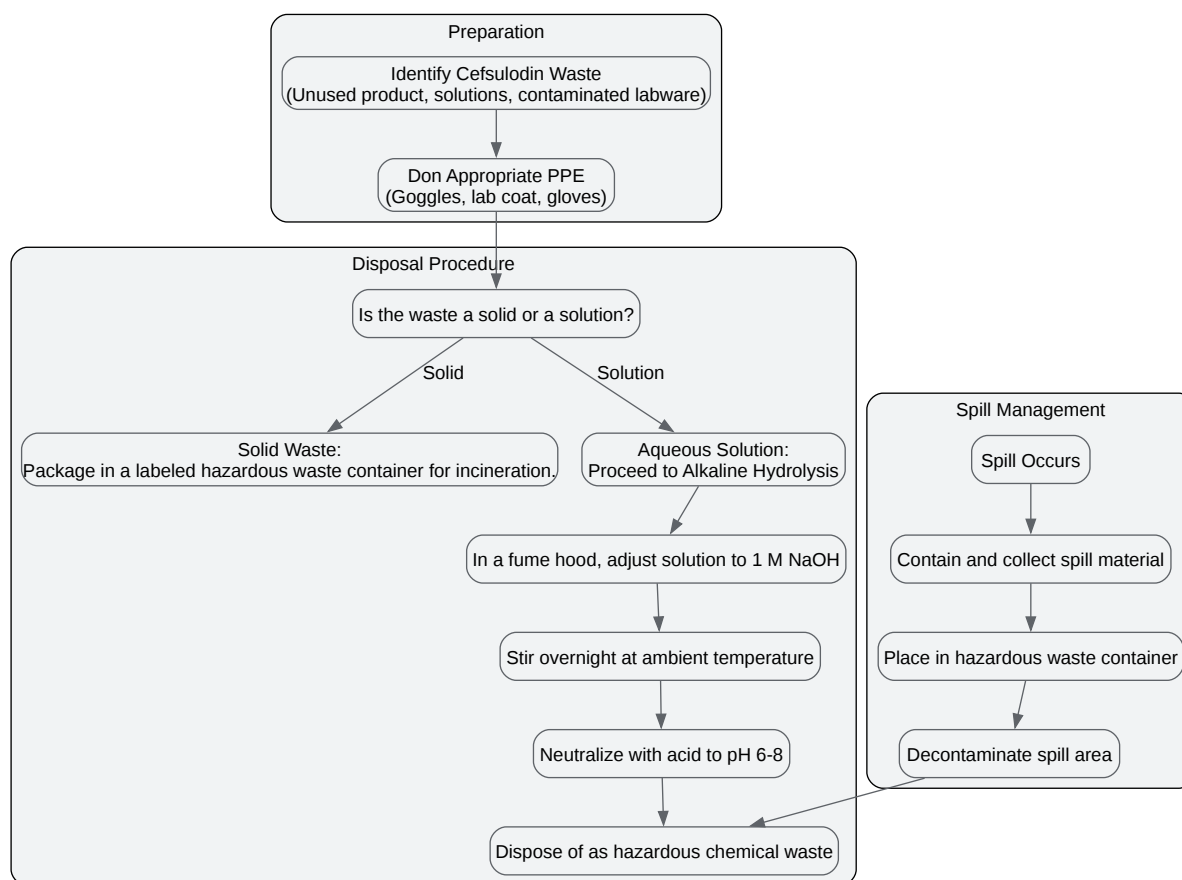 Preparation
Identify Cefsulodin Waste
(Unused product, solutions, contaminated labware)
Don Appropriate PPE
(Goggles, lab coat, gloves)
Disposal Procedure
Is the waste a solid or a solution?
Solid
Solution
Solid Waste:
Package in a labeled hazardous waste container for incineration.
Aqueous Solution:
Proceed to Alkaline Hydrolysis
In a fume hood, adjust solution to 1 M NaOH
Stir overnight at ambient temperature
Neutralize with acid to pH 6-8
Dispose of as hazardous chemical waste
Spill Management
Spill Occurs
Contain and collect spill material
Place in hazardous waste container
Decontaminate spill area